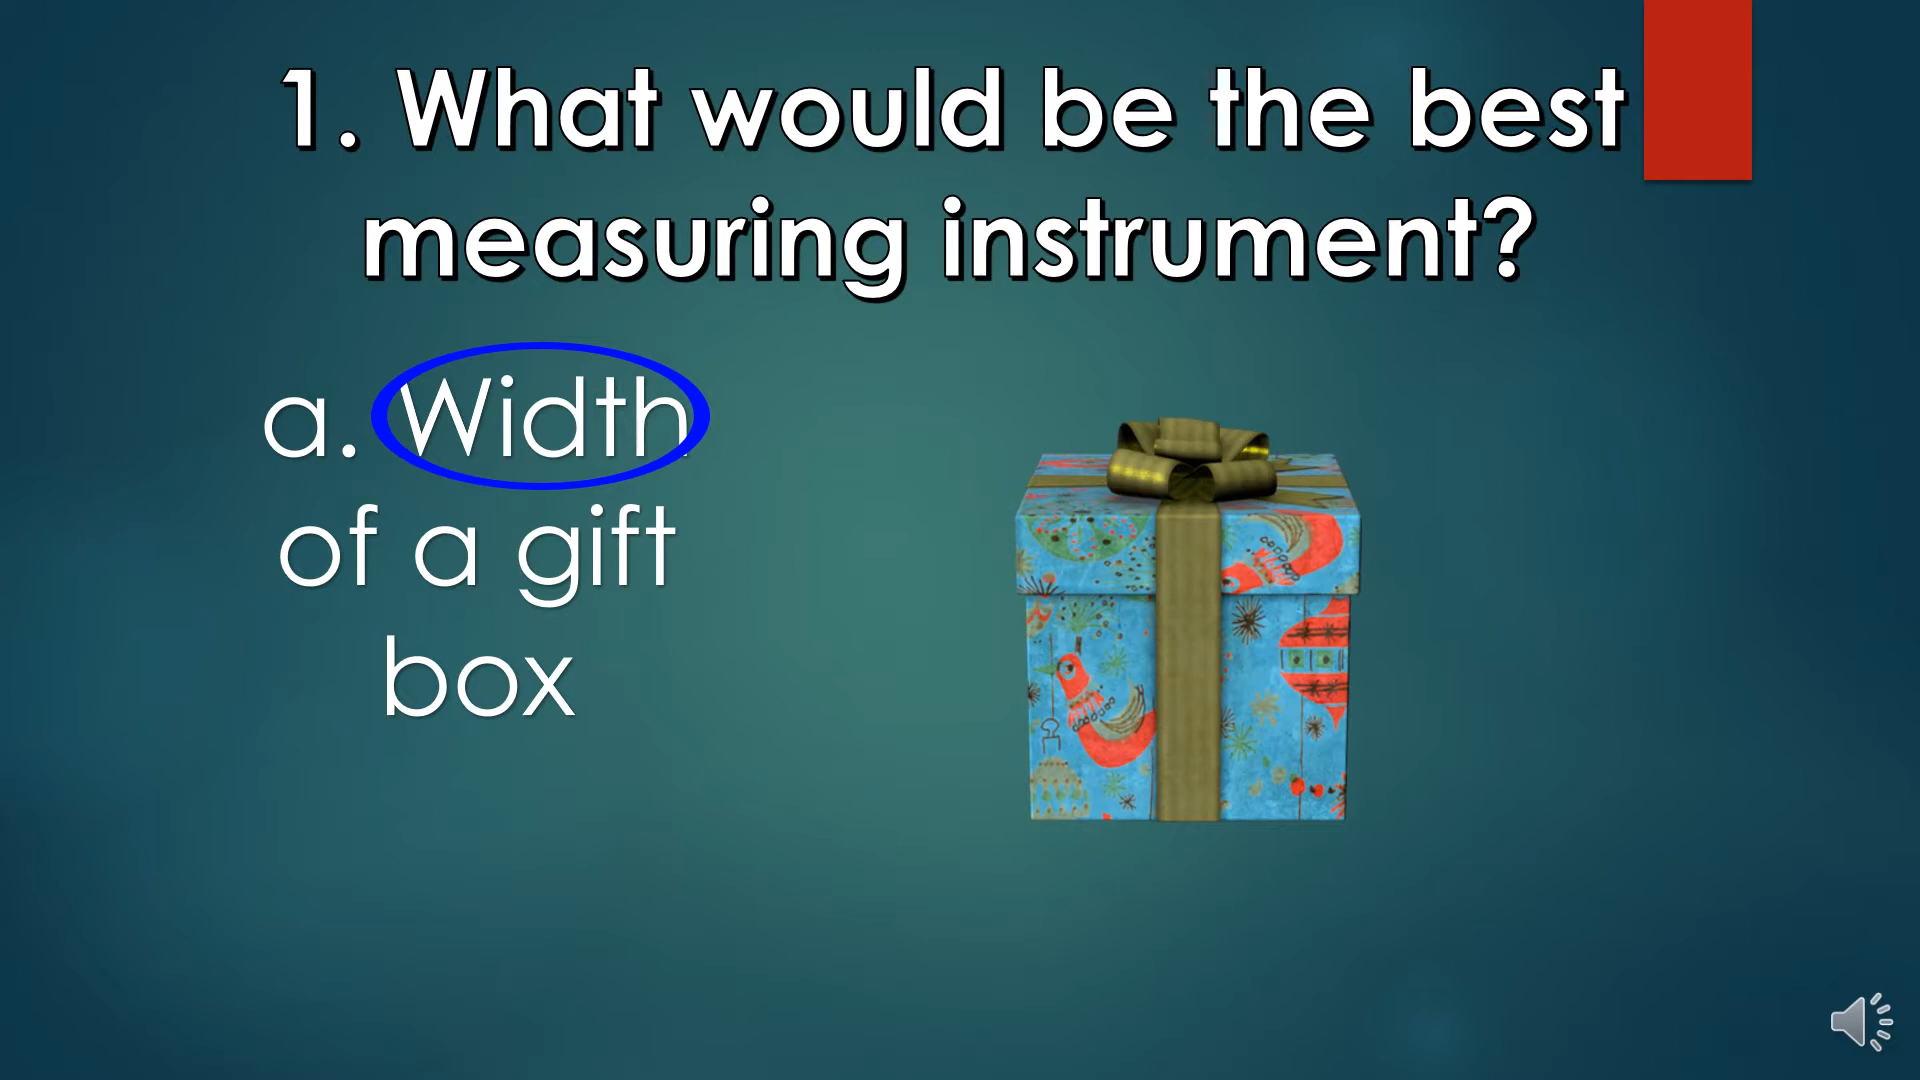 1. What would be the best
measuring instrument?
a. Width
of a gift
box